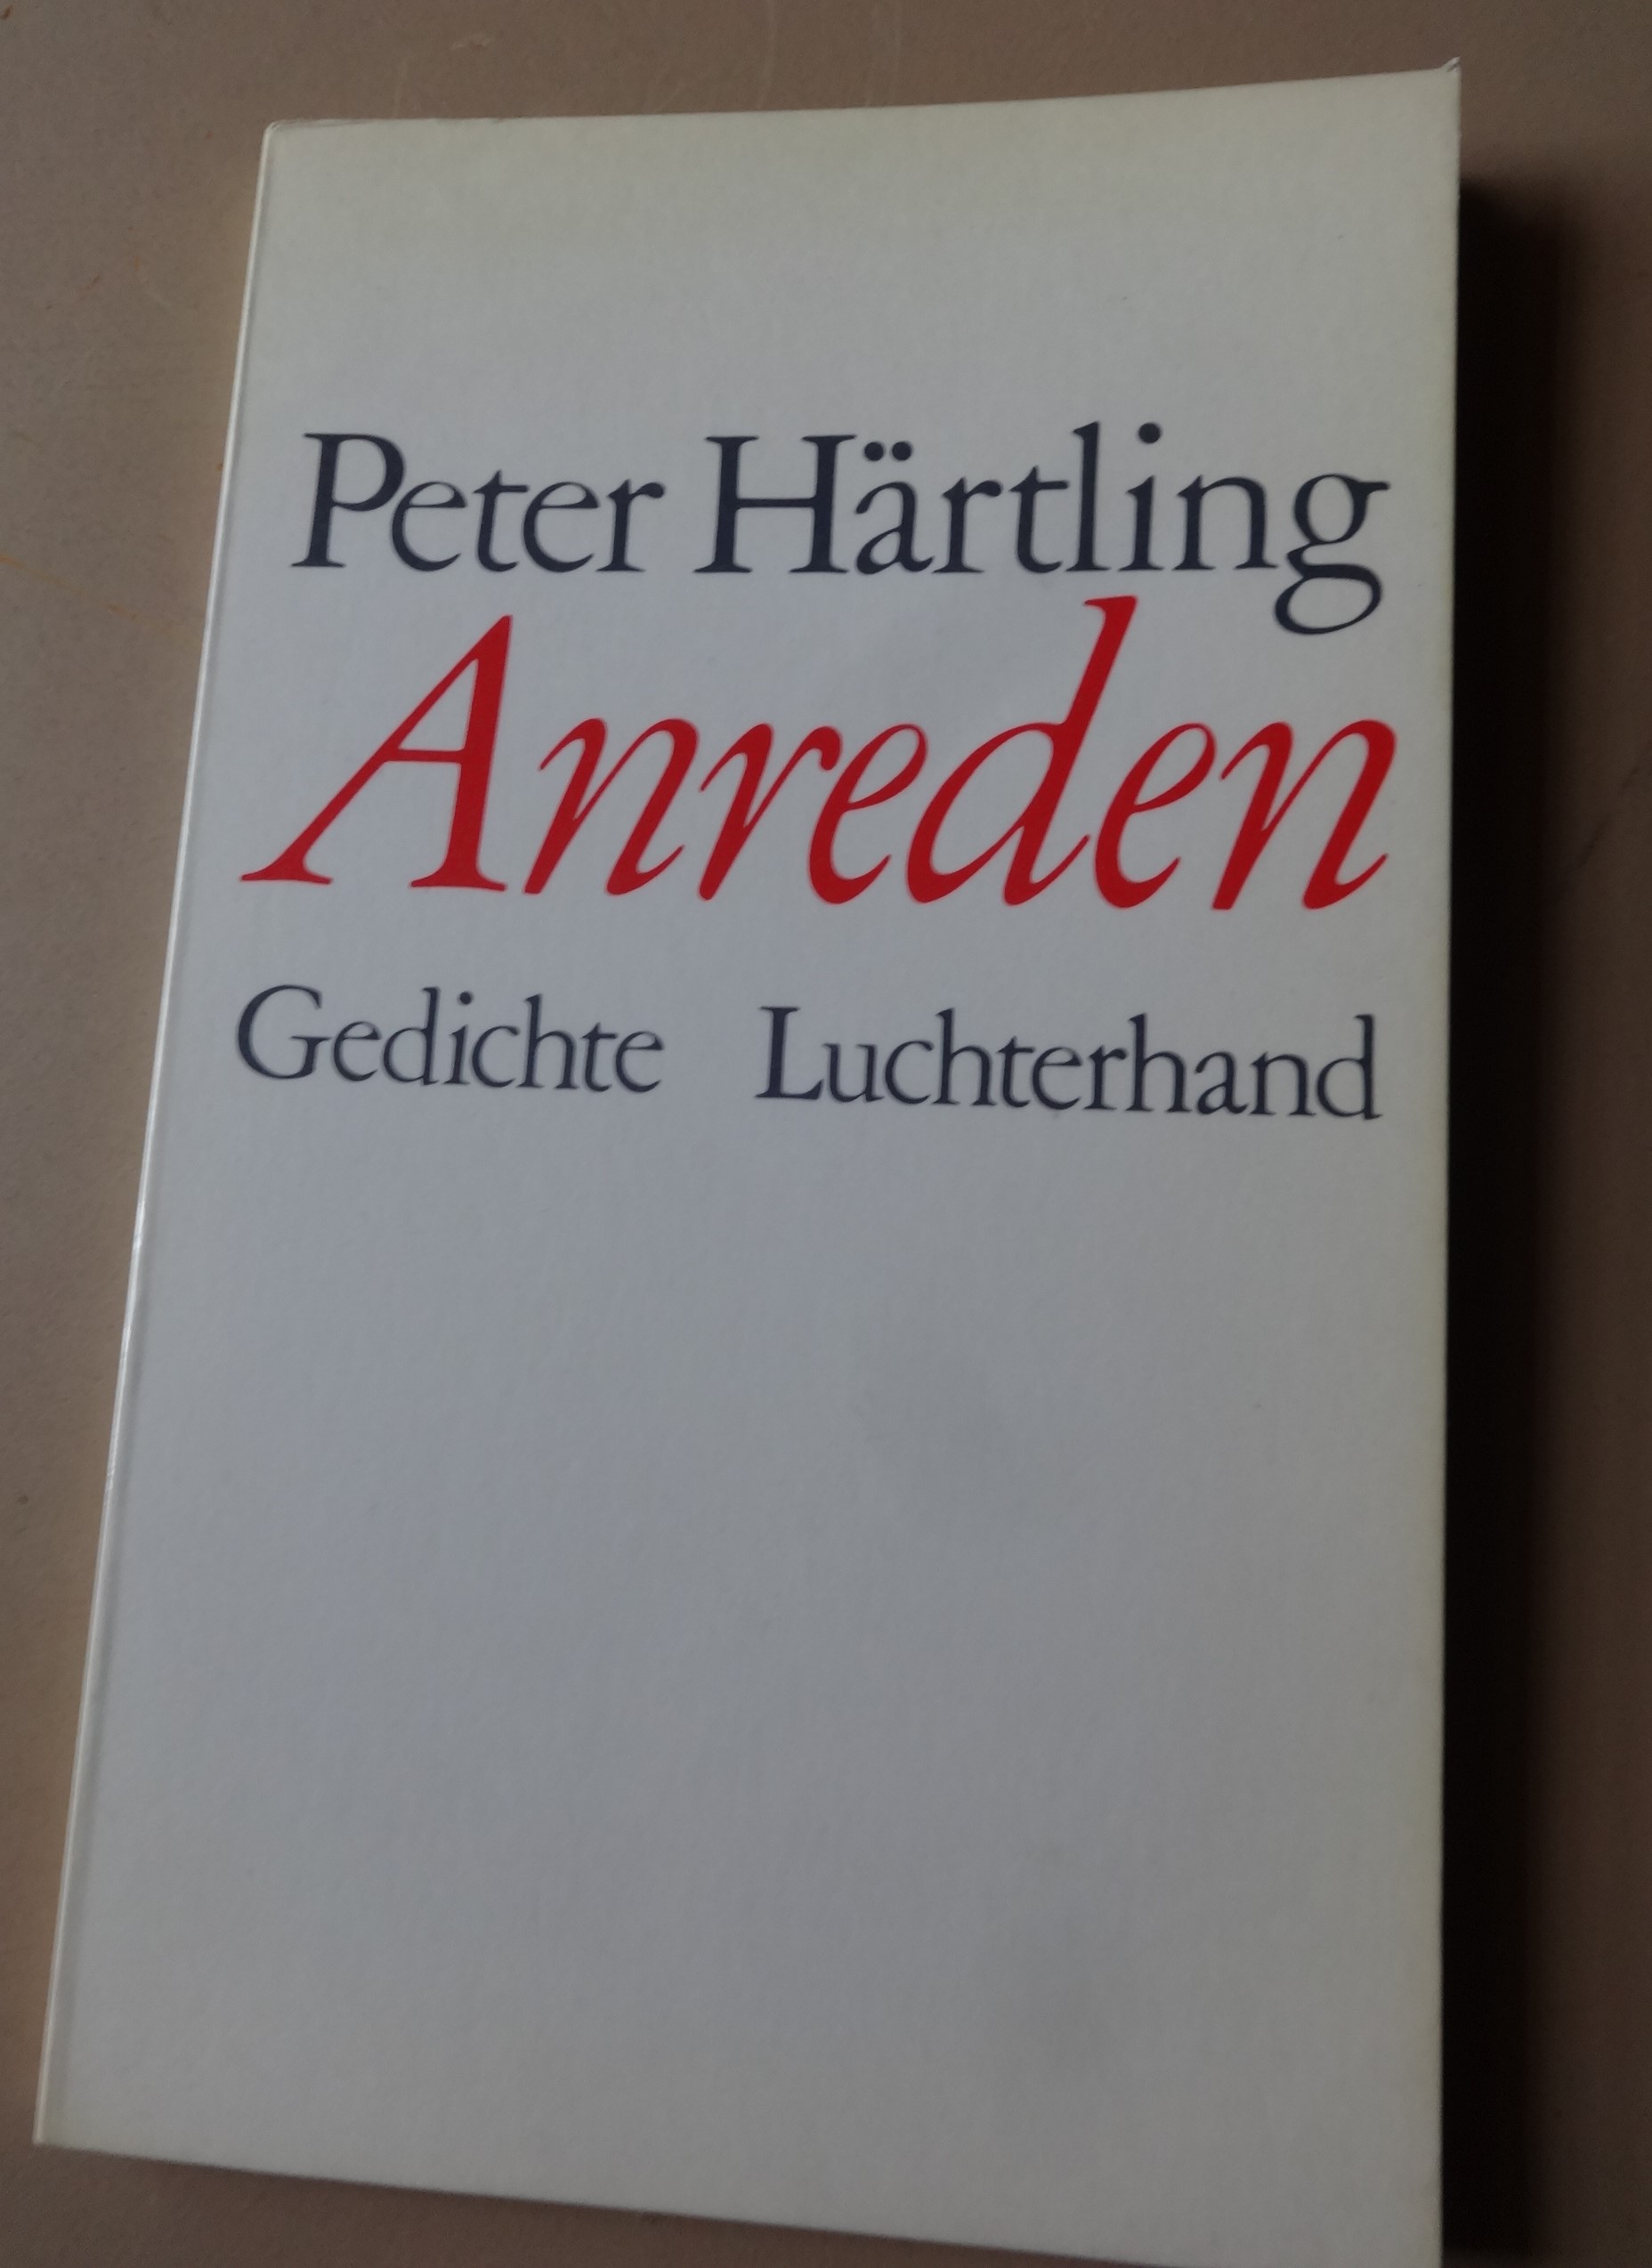 Peter Härtling
Anreden
Gedichte Luchterhand